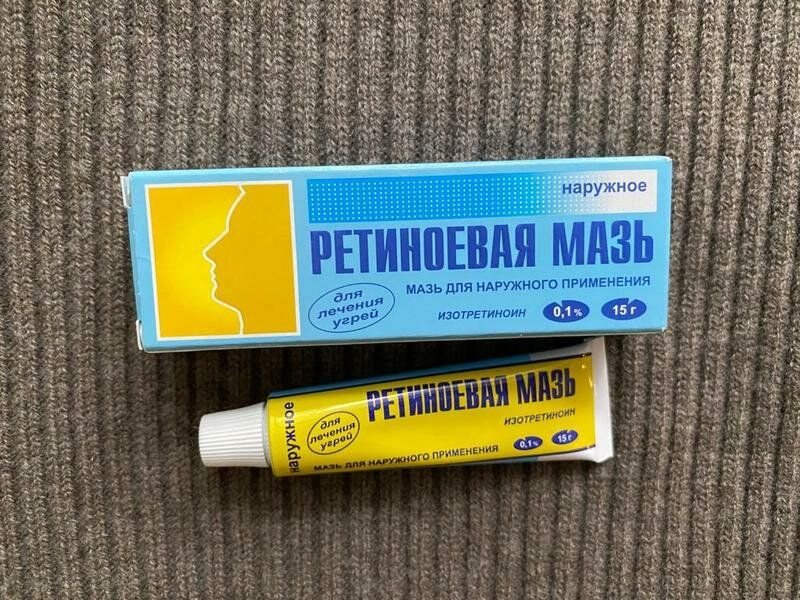 наружное
РЕТИНОЕВАЯ МАЗЬ
МАЗЬ ДЛЯ НАРУЖНОГО ПРИМЕНЕНИЯ
для
лечения
угрей
ИЗОТРЕТИНОИН 0,1% 15 г
наружное
РЕТИНОЕВАЯ МАЗЬ
для
лечения
угрей
ИЗОТРЕТИНОИН
0,1% 15 г
МАЗЬ ДЛЯ НАРУЖНОГО ПРИМЕНЕНИЯ